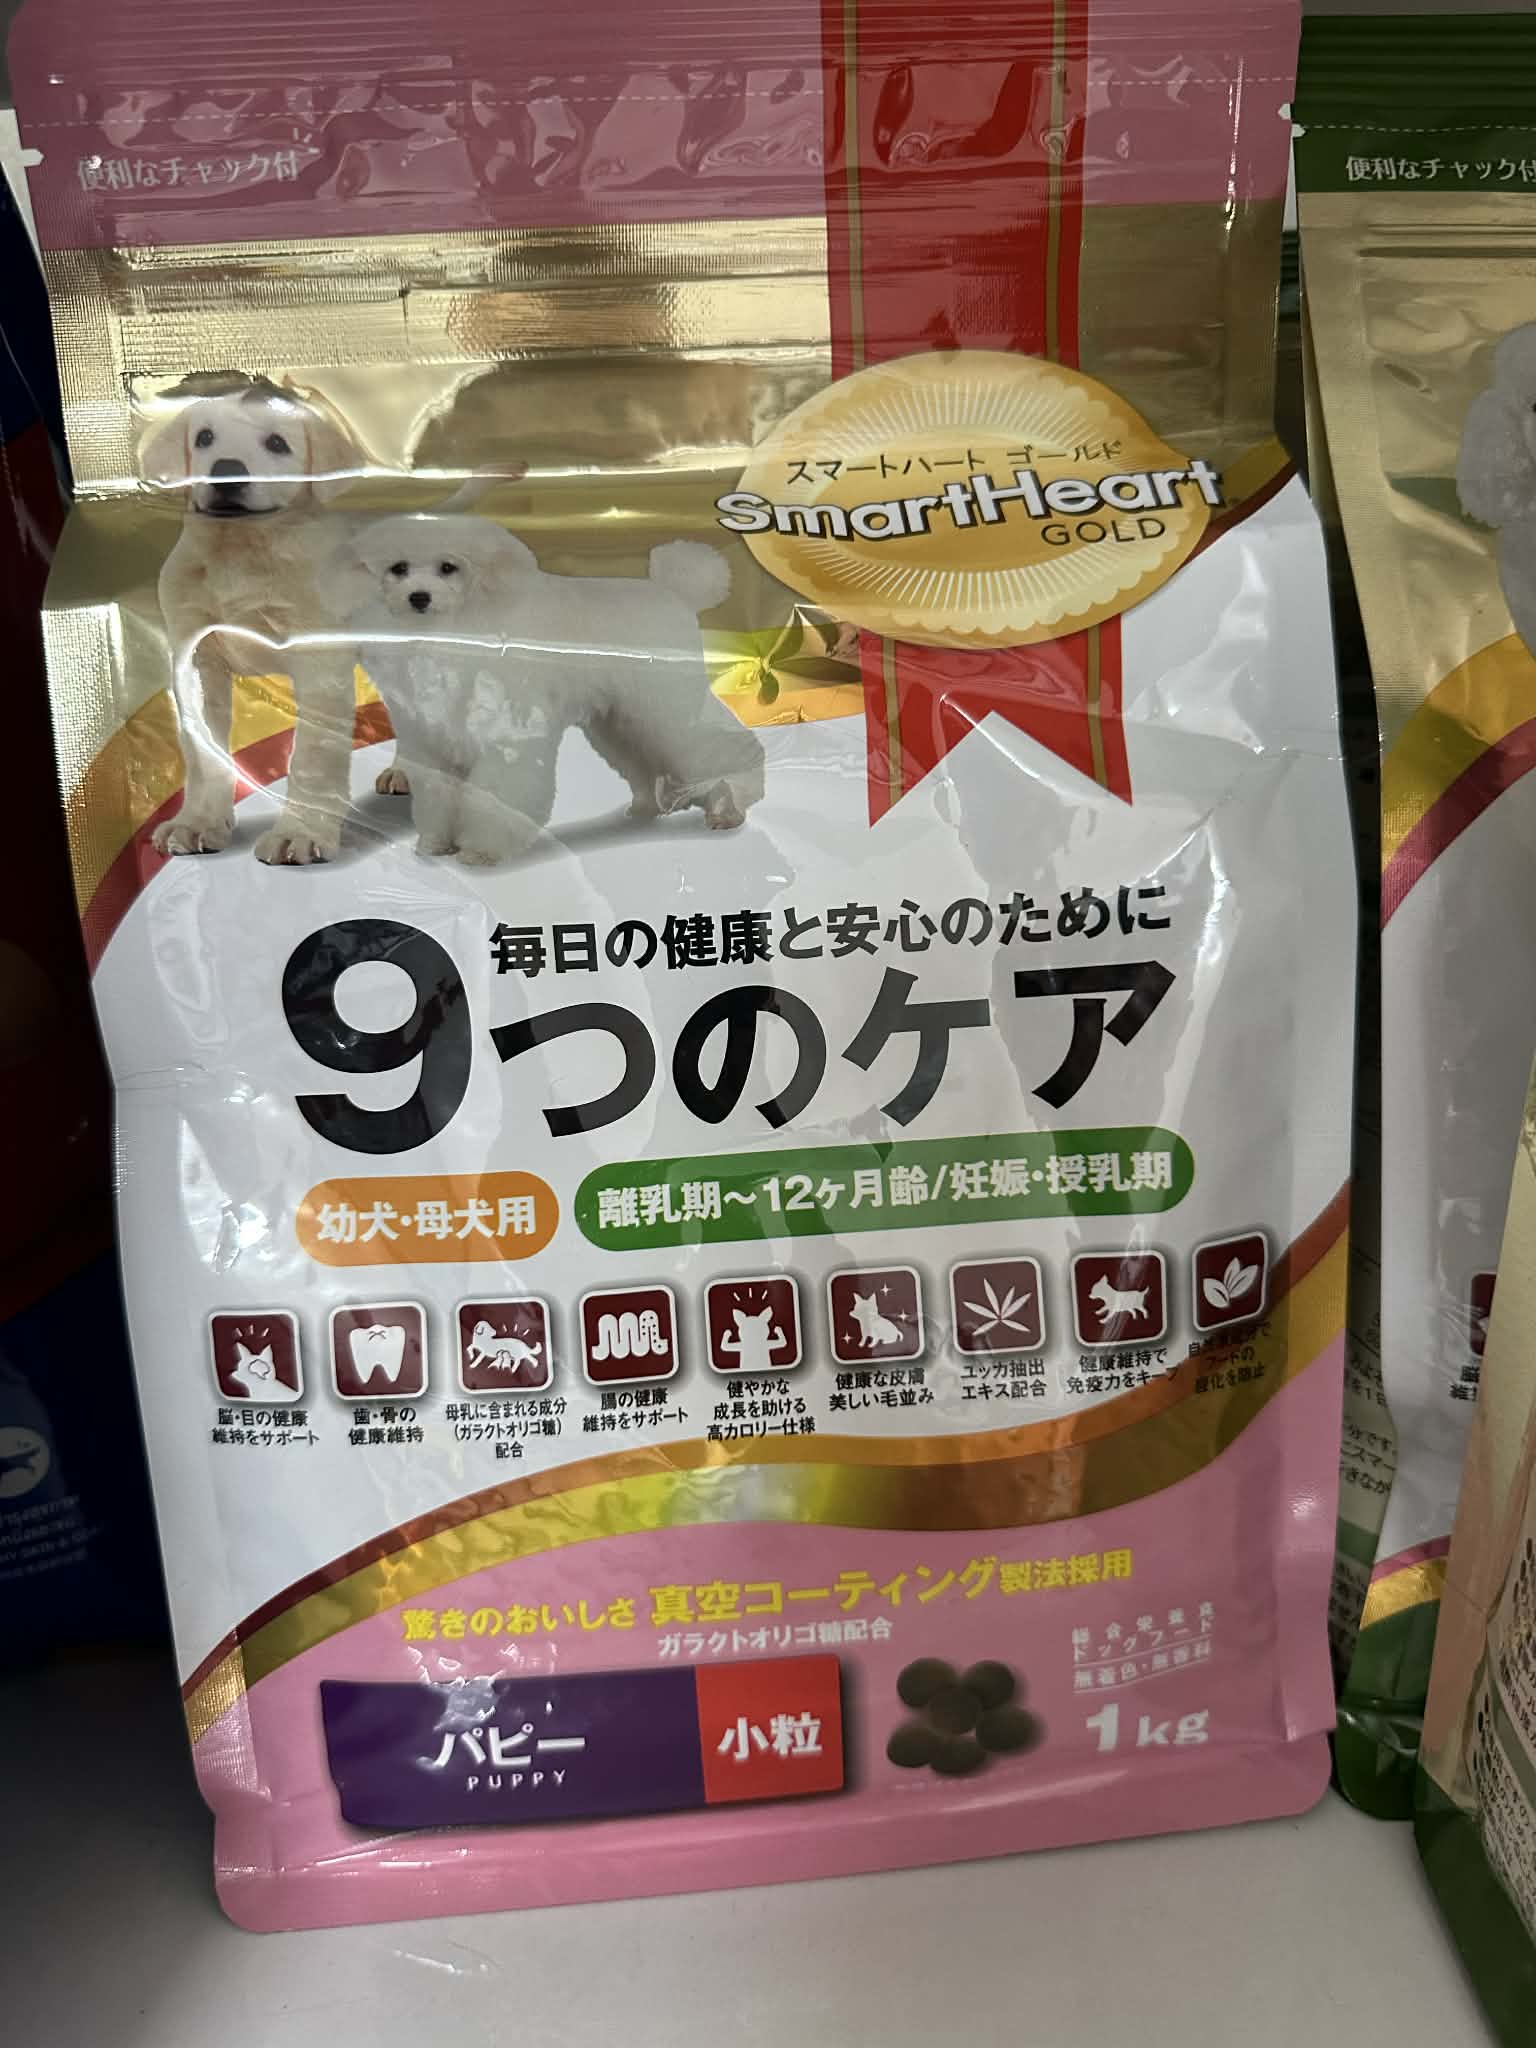 便利なチャック付
便利なチャック付
スマートハート ゴールド
SmartHeart
GOLD
毎日の健康と安心のために
9つのケア
幼犬・母犬用
離乳期～12ヶ月齢/妊娠・授乳期
脳・目の健康
維持をサポート
歯・骨の
健康維持
母乳に含まれる成分
(ガラクトオリゴ糖)
配合
腸の健康
維持をサポート
健やかな
成長を助ける
高カロリー仕様
健康な皮膚
美しい毛並み
ユッカ抽出
エキス配合
健康維持で
免疫力をキープ
自然派成分で
フードの
酸化を防止
驚きのおいしさ 真空コーティング製法採用
ガラクトオリゴ糖配合
総合栄養食
ドッグフード
無着色・無香料
1kg
パピー
PUPPY
小粒